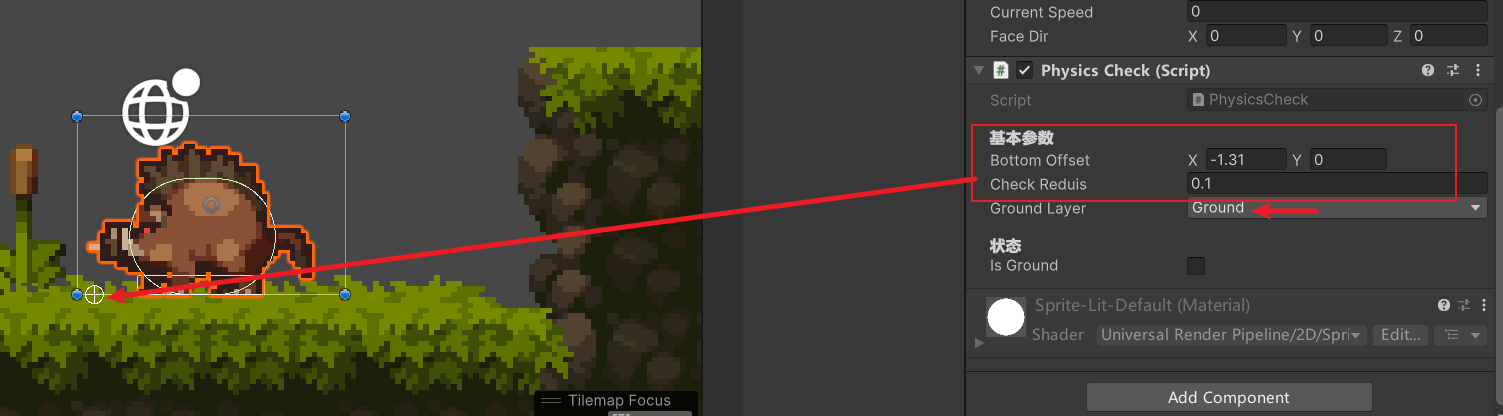 Current Speed 0
Face Dir X 0 Y 0 Z 0
# Physics Check (Script)
Script # PhysicsCheck
基本参数
Bottom Offset X -1.31 Y 0
Check Reduis 0.1
Ground Layer Ground
状态
Is Ground
Sprite-Lit-Default (Material)
Shader Universal Render Pipeline/2D/Spri Edit...
Tilemap Focus
Add Component